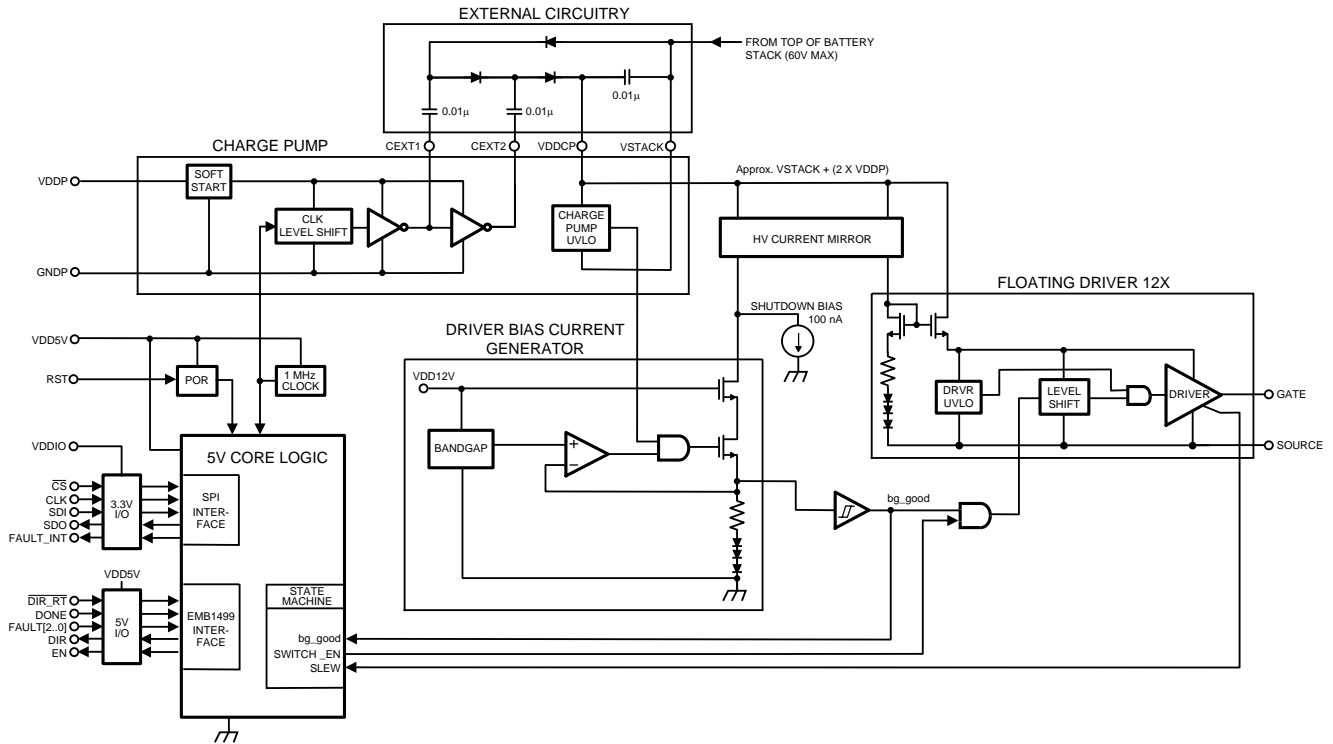 EXTERNAL CIRCUITRY
FROM TOP OF BATTERY
STACK (60V MAX)
0.01µ
0.01µ
0.01µ
CHARGE PUMP
CEXT1
CEXT2
VDDCP
VSTACK
VDDP
SOFT
START
CLK
LEVEL SHIFT
CHARGE
PUMP
UVLO
GNDP
Approx. VSTACK + (2 X VDDP)
HV CURRENT MIRROR
SHUTDOWN BIAS
100 nA
FLOATING DRIVER 12X
DRVR
UVLO
LEVEL
SHIFT
DRIVER
GATE
SOURCE
VDD5V
RST
POR
1 MHz
CLOCK
DRIVER BIAS CURRENT
GENERATOR
VDD12V
BANDGAP
+
−
bg_good
VDDIO
CS
CLK
SDI
SDO
FAULT_INT
3.3V
I/O
5V CORE LOGIC
SPI
INTER-
FACE
VDD5V
DIR_RT
DONE
FAULT[2..0]
DIR
EN
5V
I/O
EMB1499
INTER-
FACE
STATE
MACHINE
bg_good
SWITCH _EN
SLEW